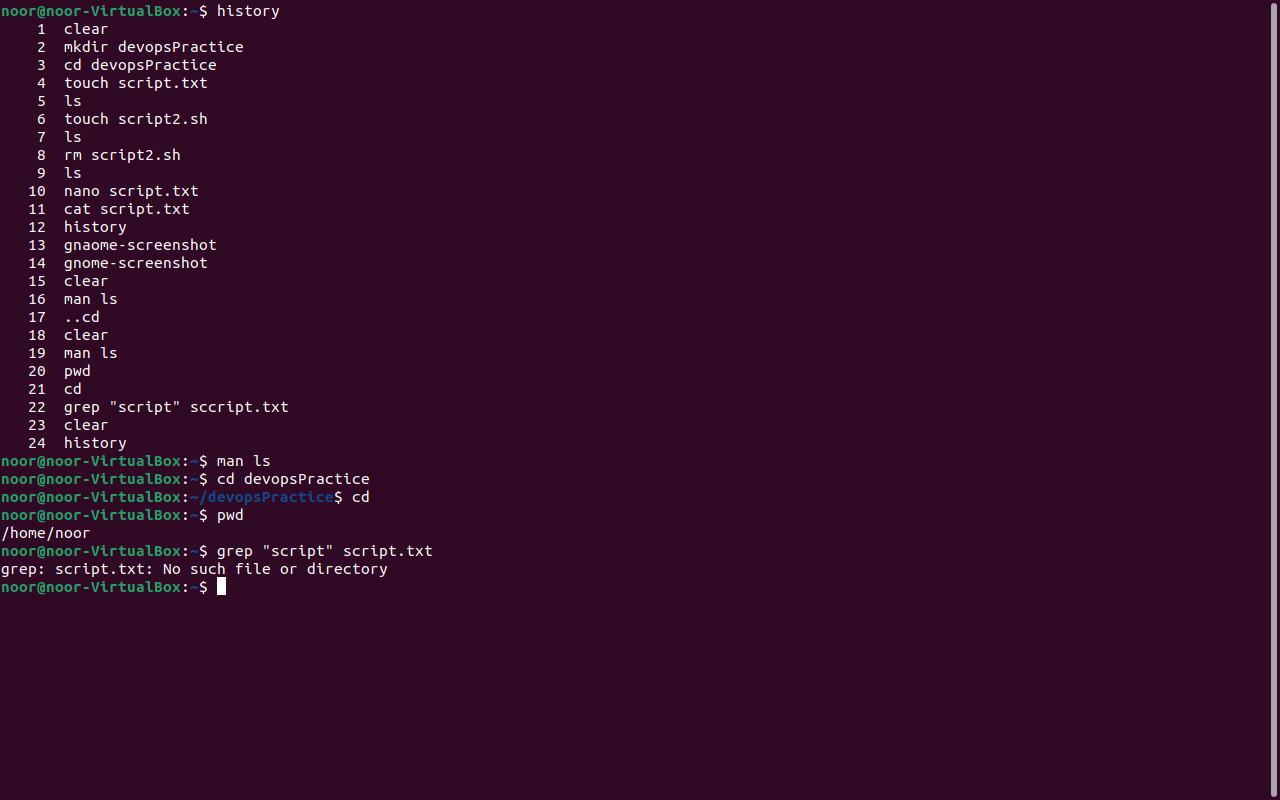 noor@noor-VirtualBox:~$ history
    1  clear
    2  mkdir devopsPractice
    3  cd devopsPractice
    4  touch script.txt
    5  ls
    6  touch script2.sh
    7  ls
    8  rm script2.sh
    9  ls
   10  nano script.txt
   11  cat script.txt
   12  history
   13  gnaome-screenshot
   14  gnome-screenshot
   15  clear
   16  man ls
   17  ..cd
   18  clear
   19  man ls
   20  pwd
   21  cd
   22  grep "script" sccript.txt
   23  clear
   24  history
noor@noor-VirtualBox:~$ man ls
noor@noor-VirtualBox:~$ cd devopsPractice
noor@noor-VirtualBox:~/devopsPractice$ cd
noor@noor-VirtualBox:~$ pwd
/home/noor
noor@noor-VirtualBox:~$ grep "script" script.txt
grep: script.txt: No such file or directory
noor@noor-VirtualBox:~$